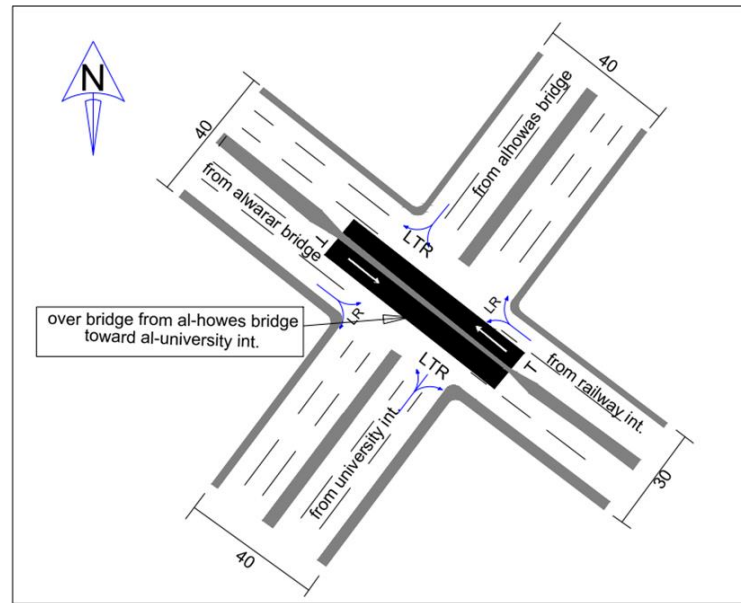 N
40
from alhowas bridge
40
from alwarar bridge
LTR
T
LR
LR
over bridge from al-howes bridge
toward al-university int.
T
LTR
from railway int.
from university int.
30
40